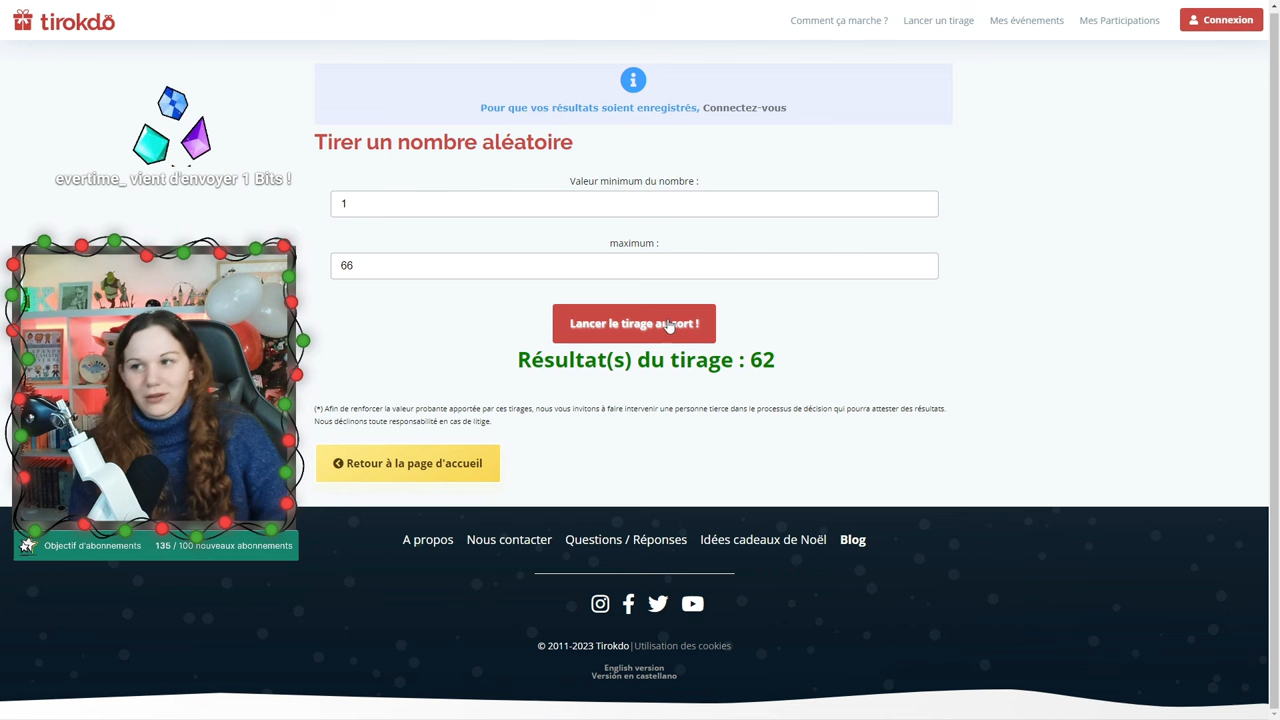 tirokdo
Comment ça marche ?
Lancer un tirage
Mes événements
Mes Participations
Connexion
Pour que vos résultats soient enregistrés, Connectez-vous
Tirer un nombre aléatoire
evertime_ vient d'envoyer 1 Bits !
Valeur minimum du nombre :
1
maximum :
66
Lancer le tirage au sort !
Résultat(s) du tirage : 62
(*) Afin de renforcer la valeur probante apportée par ces tirages, nous vous invitons à faire intervenir une personne tierce dans le processus de décision qui pourra attester des résultats.
Nous déclinons toute responsabilité en cas de litige.
Retour à la page d'accueil
Objectif d'abonnements 135 / 100 nouveaux abonnements
A propos
Nous contacter
Questions / Réponses
Idées cadeaux de Noël
Blog
© 2011-2023 Tirokdo|Utilisation des cookies
English version
Versión en castellano